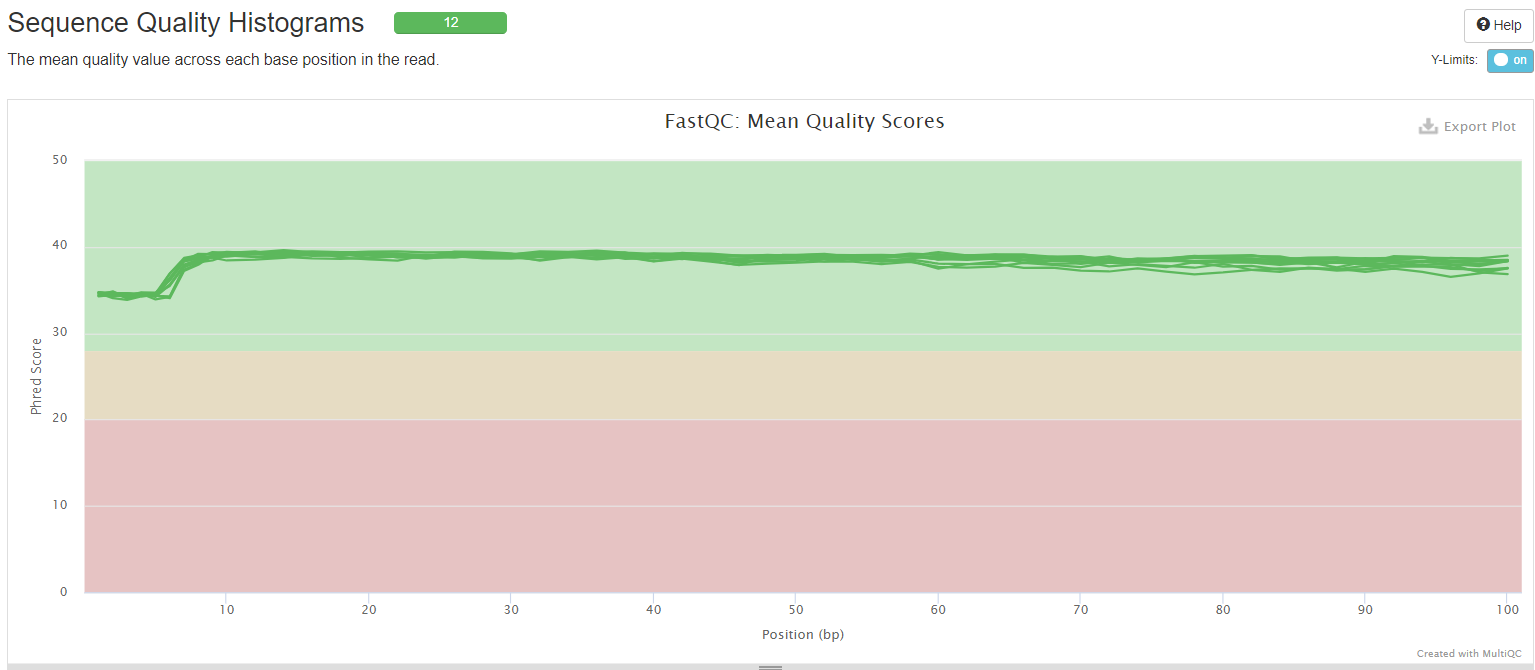 Sequence Quality Histograms 12
Help
The mean quality value across each base position in the read.
Y-Limits: on
FastQC: Mean Quality Scores
Export Plot
50
40
30
20
10
0
Phred Score
10 20 30 40 50 60 70 80 90 100
Position (bp)
Created with MultiQC